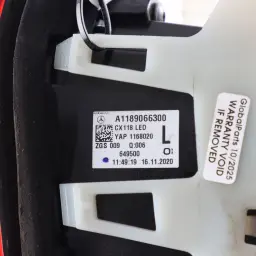 A1189066300
CX118 LED
YAP 1168020
ZGS 009 Q:006
649500
11:49:19 16.11.2020
L
GlobalParts 10/2025
WARRANTY VOID
IF REMOVED